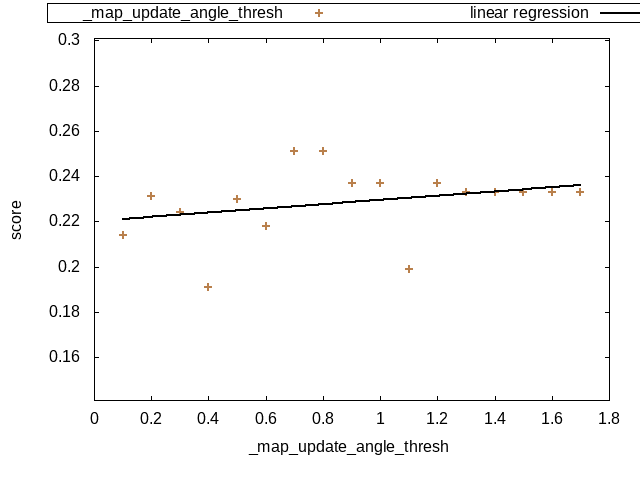 _map_update_angle_thresh linear regression
0.3
0.28
0.26
0.24
0.22
0.2
0.18
0.16
score
0 0.2 0.4 0.6 0.8 1 1.2 1.4 1.6 1.8
_map_update_angle_thresh